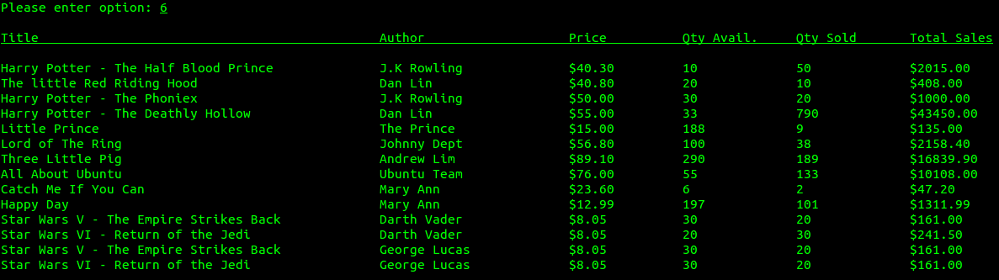 Please enter option: 6
Title Author Price Qty Avail. Qty Sold Total Sales
Harry Potter - The Half Blood Prince J.K Rowling $40.30 10 50 $2015.00
The little Red Riding Hood Dan Lin $40.80 20 10 $408.00
Harry Potter - The Phoniex J.K Rowling $50.00 30 20 $1000.00
Harry Potter - The Deathly Hollow Dan Lin $55.00 33 790 $43450.00
Little Prince The Prince $15.00 188 9 $135.00
Lord of The Ring Johnny Dept $56.80 100 38 $2158.40
Three Little Pig Andrew Lim $89.10 290 189 $16839.90
All About Ubuntu Ubuntu Team $76.00 55 133 $10108.00
Catch Me If You Can Mary Ann $23.60 6 2 $47.20
Happy Day Mary Ann $12.99 197 101 $1311.99
Star Wars V - The Empire Strikes Back Darth Vader $8.05 30 20 $161.00
Star Wars VI - Return of the Jedi Darth Vader $8.05 20 30 $241.50
Star Wars V - The Empire Strikes Back George Lucas $8.05 30 20 $161.00
Star Wars VI - Return of the Jedi George Lucas $8.05 30 20 $161.00